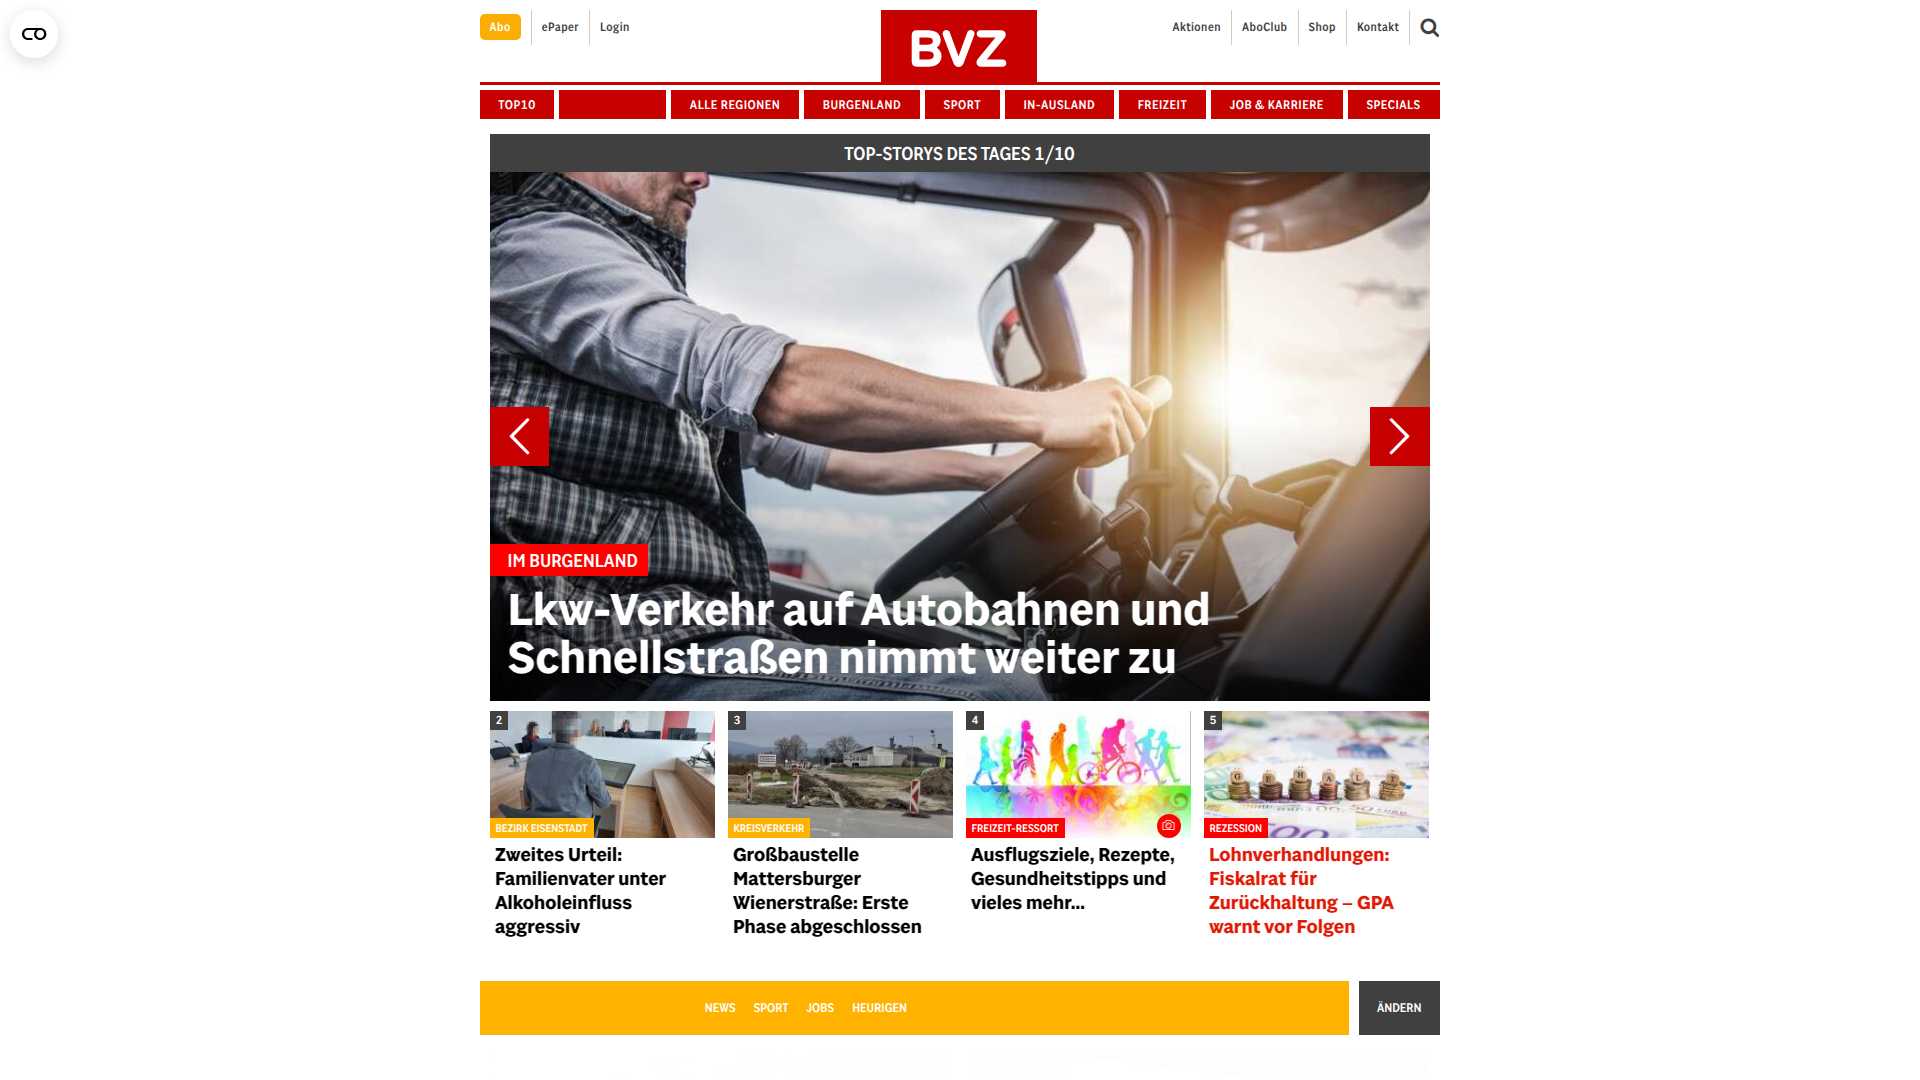 Abo
ePaper
Login
BVZ
Aktionen
AboClub
Shop
Kontakt
TOP10
ALLE REGIONEN
BURGENLAND
SPORT
IN-AUSLAND
FREIZEIT
JOB & KARRIERE
SPECIALS
TOP-STORYS DES TAGES 1/10
IM BURGENLAND
Lkw-Verkehr auf Autobahnen und
Schnellstraßen nimmt weiter zu
2
BEZIRK EISENSTADT
Zweites Urteil:
Familienvater unter
Alkoholeinfluss
aggressiv
3
KREISVERKEHR
Großbaustelle
Mattersburger
Wienerstraße: Erste
Phase abgeschlossen
4
FREIZEIT-RESSORT
Ausflugsziele, Rezepte,
Gesundheitstipps und
vieles mehr...
5
GEHALT
REZESSION
Lohnverhandlungen:
Fiskalrat für
Zurückhaltung – GPA
warnt vor Folgen
NEWS
SPORT
JOBS
HEURIGEN
ÄNDERN